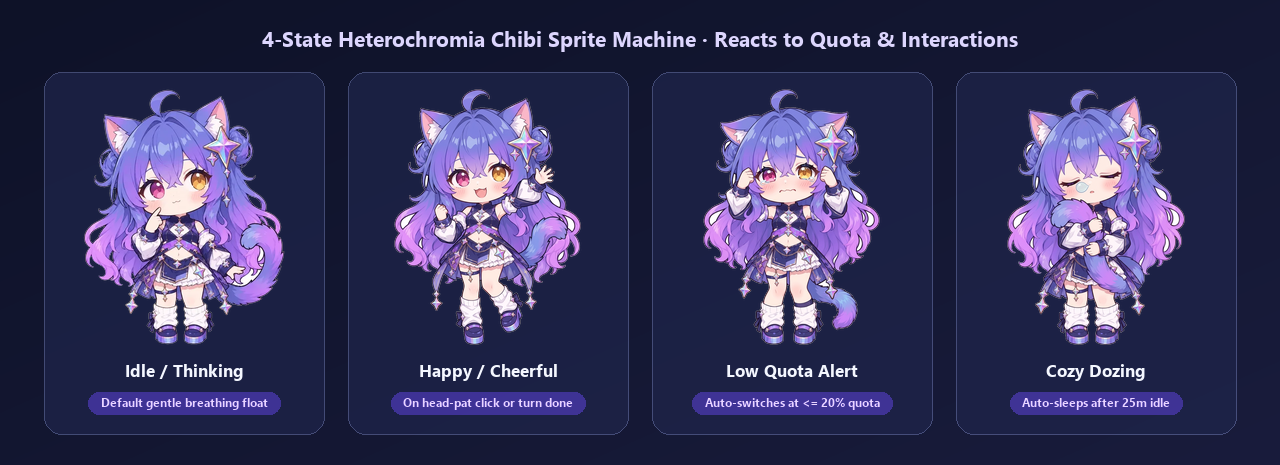 4-State Heterochromia Chibi Sprite Machine · Reacts to Quota & Interactions
Idle / Thinking
Default gentle breathing float
Happy / Cheerful
On head-pat click or turn done
Low Quota Alert
Auto-switches at <= 20% quota
Cozy Dozing
Auto-sleeps after 25m idle